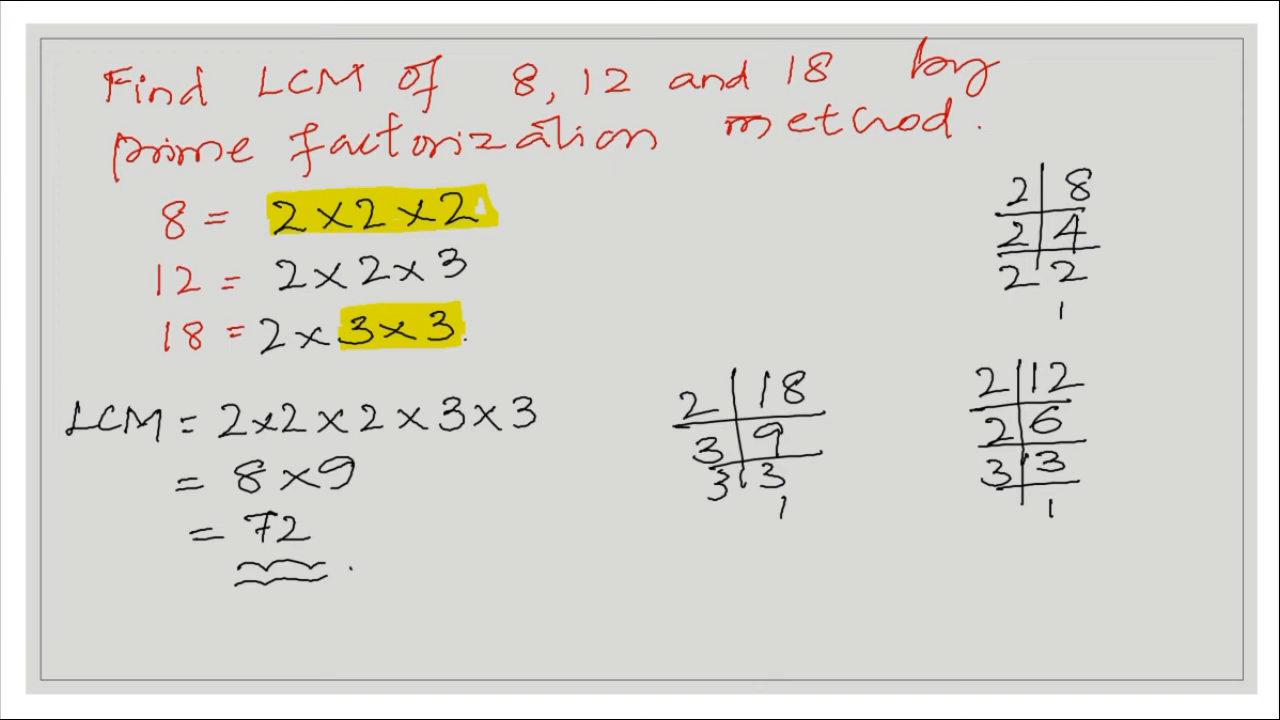 Find LCM of 8, 12 and 18 by
prime factorization method.
8 = 2×2×2
12 = 2×2×3
18 = 2×3×3.
LCM = 2×2×2×3×3
= 8×9
= 72
2|8
2|4
2 2
1
2|18
3|9
3|3
1
2|12
2|6
3|3
1